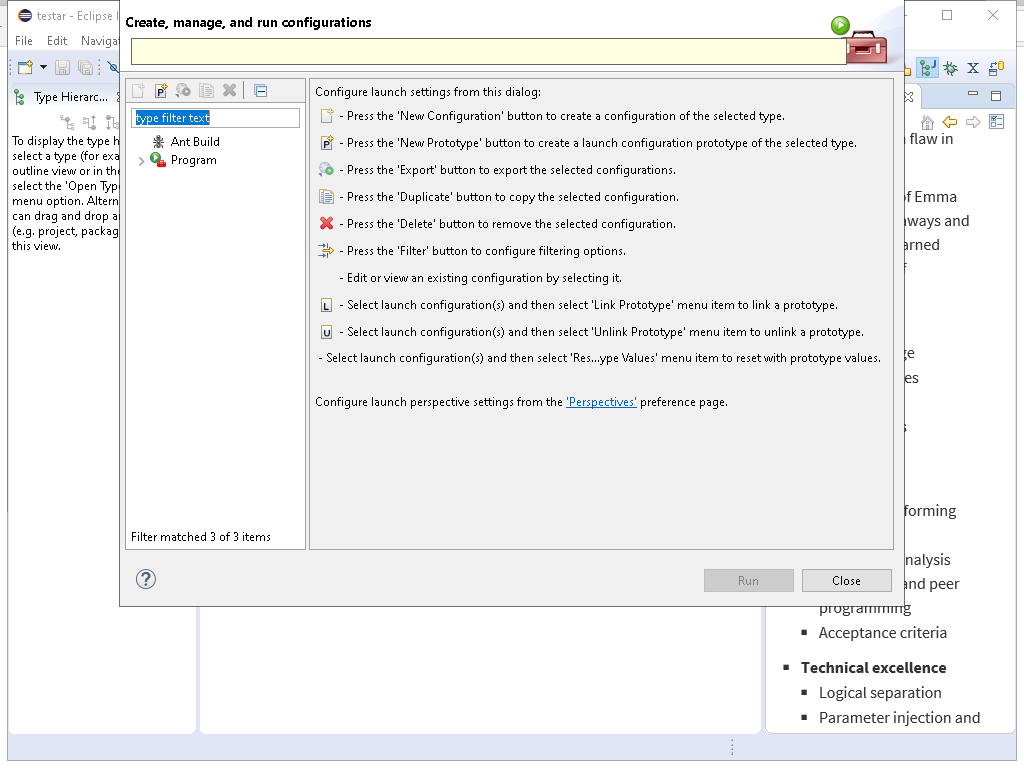 testar - Eclipse I
Create, manage, and run configurations
File Edit Navigat
Type Hierarc...
To display the type h
select a type (for exa
outline view or in the
select the 'Open Typ
menu option. Altern
can drag and drop a
(e.g. project, packag
this view.
type filter text
Ant Build
Program
Filter matched 3 of 3 items
Configure launch settings from this dialog:
- Press the 'New Configuration' button to create a configuration of the selected type.
- Press the 'New Prototype' button to create a launch configuration prototype of the selected type.
- Press the 'Export' button to export the selected configurations.
- Press the 'Duplicate' button to copy the selected configuration.
- Press the 'Delete' button to remove the selected configuration.
- Press the 'Filter' button to configure filtering options.
- Edit or view an existing configuration by selecting it.
- Select launch configuration(s) and then select 'Link Prototype' menu item to link a prototype.
- Select launch configuration(s) and then select 'Unlink Prototype' menu item to unlink a prototype.
- Select launch configuration(s) and then select 'Res...ype Values' menu item to reset with prototype values.
Configure launch perspective settings from the 'Perspectives' preference page.
Run Close
flaw in
of Emma
ways and
arned
ge
es
s
forming
nalysis
and peer
programming
Acceptance criteria
Technical excellence
Logical separation
Parameter injection and